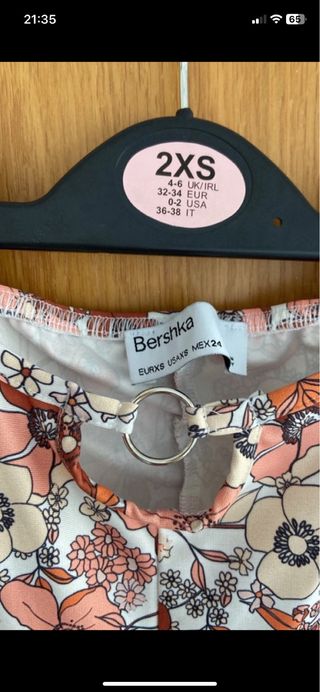 21:35
65
2XS
4-6 UK/IRL
32-34 EUR
0-2 USA
36-38 IT
Bershka
EURXS USAXS MEX24